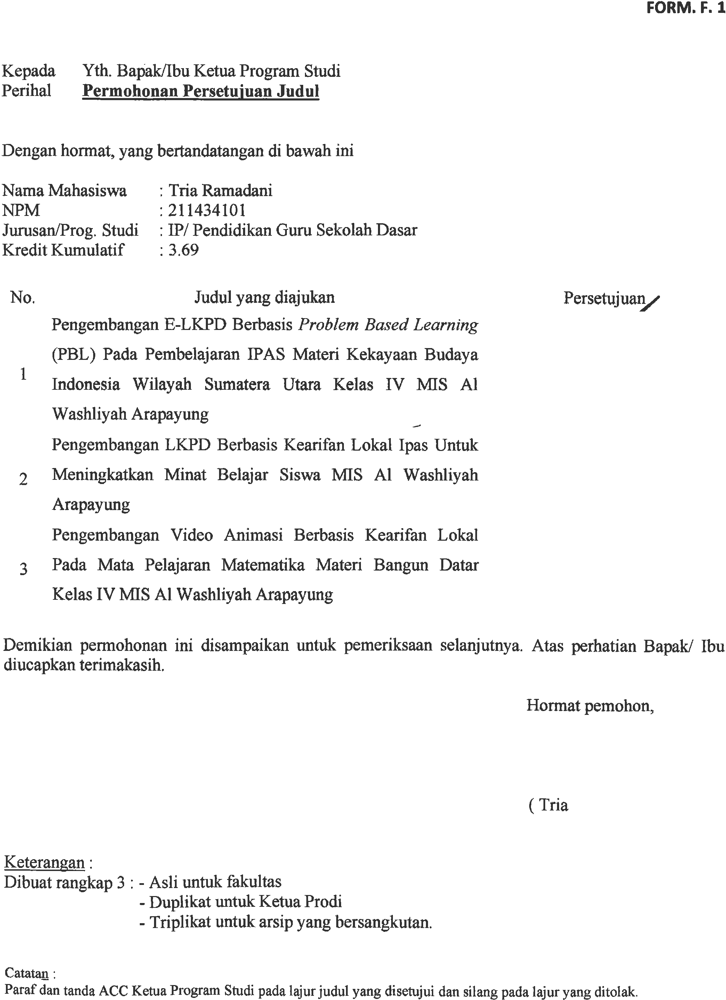 FORM. F. 1
Kepada Yth. Bapak/Ibu Ketua Program Studi
Perihal Permohonan Persetujuan Judul
Dengan hormat, yang bertandatangan di bawah ini
Nama Mahasiswa : Tria Ramadani
NPM : 211434101
Jurusan/Prog. Studi : IP/ Pendidikan Guru Sekolah Dasar
Kredit Kumulatif : 3.69
No. Judul yang diajukan Persetujuan
Pengembangan E-LKPD Berbasis Problem Based Learning
(PBL) Pada Pembelajaran IPAS Materi Kekayaan Budaya
1
Indonesia Wilayah Sumatera Utara Kelas IV MIS Al
Washliyah Arapayung
Pengembangan LKPD Berbasis Kearifan Lokal Ipas Untuk
2 Meningkatkan Minat Belajar Siswa MIS Al Washliyah
Arapayung
Pengembangan Video Animasi Berbasis Kearifan Lokal
3 Pada Mata Pelajaran Matematika Materi Bangun Datar
Kelas IV MIS Al Washliyah Arapayung
Demikian permohonan ini disampaikan untuk pemeriksaan selanjutnya. Atas perhatian Bapak/ Ibu
diucapkan terimakasih.
Hormat pemohon,
( Tria
Keterangan :
Dibuat rangkap 3 : - Asli untuk fakultas
- Duplikat untuk Ketua Prodi
- Triplikat untuk arsip yang bersangkutan.
Catatan :
Paraf dan tanda ACC Ketua Program Studi pada lajur judul yang disetujui dan silang pada lajur yang ditolak.